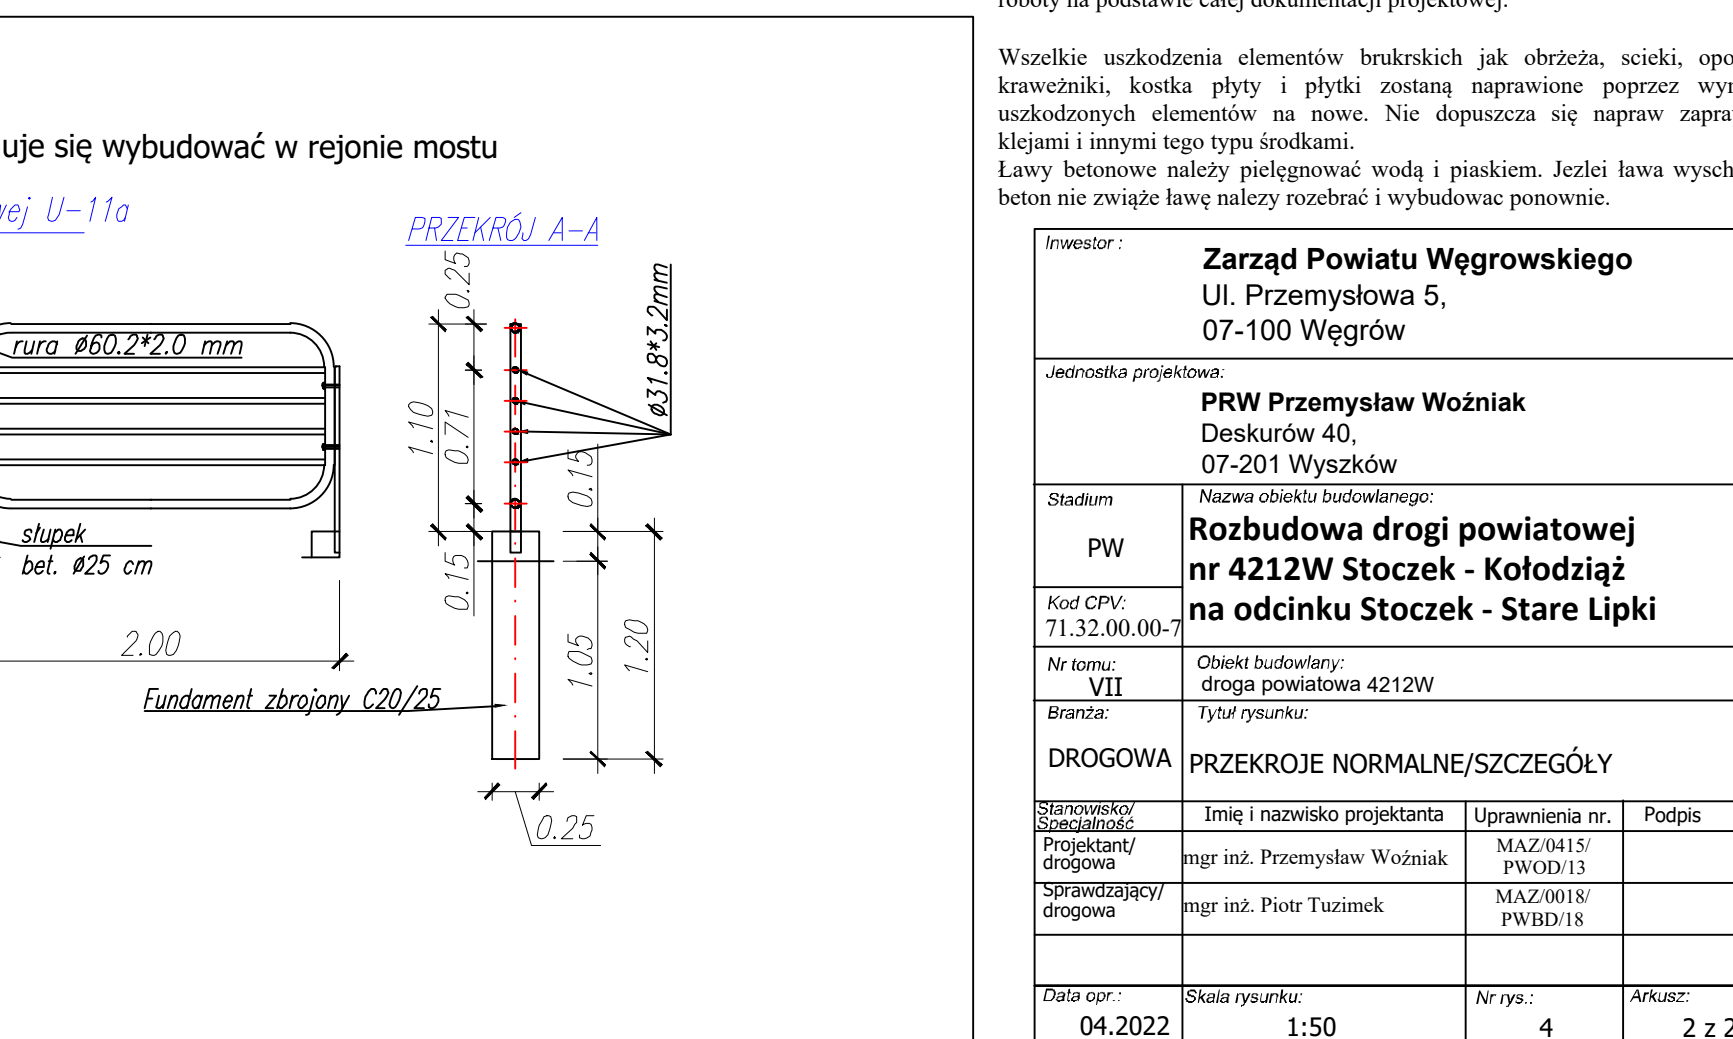 roboty na podstawie całej dokumentacji projektowej.
Wszelkie uszkodzenia elementów brukrskich jak obrzeża, scieki, opo
kraweżniki, kostka płyty i płytki zostaną naprawione poprzez wy
uszkodzonych elementów na nowe. Nie dopuszcza się napraw zapra
klejami i innymi tego typu środkami.
Ławy betonowe należy pielęgnować wodą i piaskiem. Jezlei ława wysch
beton nie zwiąże ławę nalezy rozebrać i wybudowac ponownie.
uje się wybudować w rejonie mostu
wej U-11a
PRZEKRÓJ A-A
rura ø60.2*2.0 mm
słupek
bet. ø25 cm
2.00
0.25
1.10
0.71
0.15
ø31.8*3.2mm
0.15
1.05
1.20
0.25
Fundament zbrojony C20/25
Inwestor :
Zarząd Powiatu Węgrowskiego
Ul. Przemysłowa 5,
07-100 Węgrów
Jednostka projektowa:
PRW Przemysław Woźniak
Deskurów 40,
07-201 Wyszków
Stadium
PW
Nazwa obiektu budowlanego:
Rozbudowa drogi powiatowej
nr 4212W Stoczek - Kołodziąż
na odcinku Stoczek - Stare Lipki
Kod CPV:
71.32.00.00-7
Nr tomu:
VII
Obiekt budowlany:
droga powiatowa 4212W
Branża:
DROGOWA
Tytuł rysunku:
PRZEKROJE NORMALNE/SZCZEGÓŁY
Stanowisko/
Specjalność
Imię i nazwisko projektanta
Uprawnienia nr.
Podpis
Projektant/
drogowa
mgr inż. Przemysław Woźniak
MAZ/0415/
PWOD/13
Sprawdzający/
drogowa
mgr inż. Piotr Tuzimek
MAZ/0018/
PWBD/18
Data opr.:
04.2022
Skala rysunku:
1:50
Nr rys.:
4
Arkusz:
2 z 2